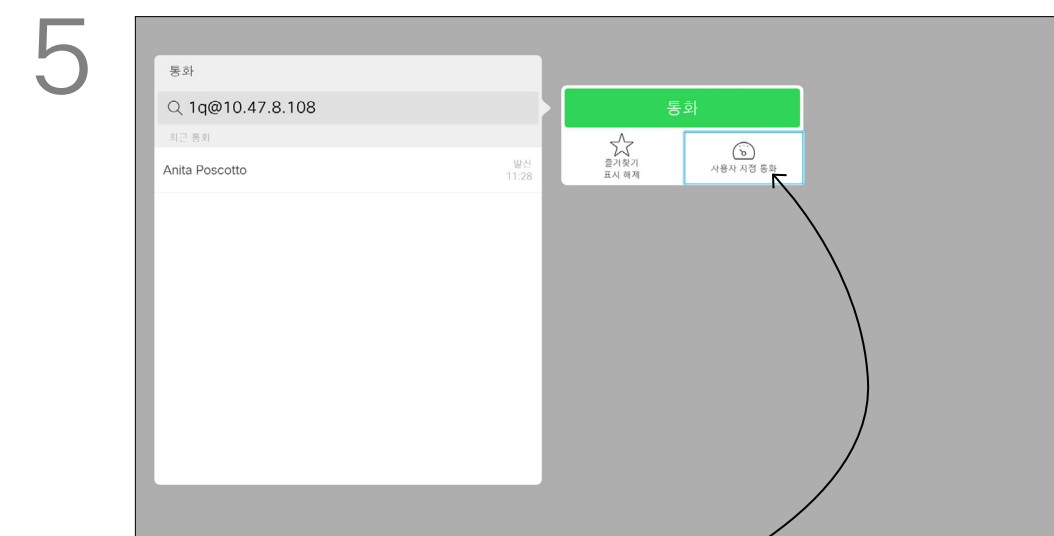 5
통화
1q@10.47.8.108
최근 통화
Anita Poscotto
발신
11:28
통화
즐겨찾기
표시 해제
사용자 지정 통화